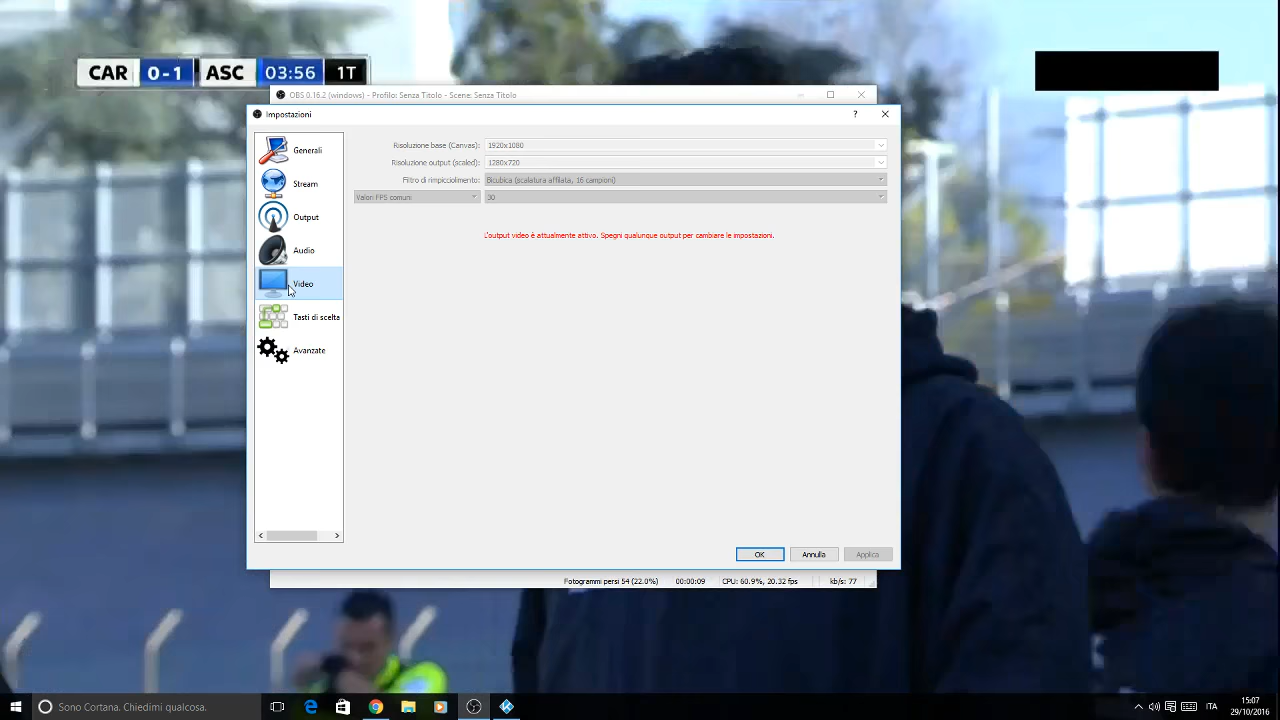 CAR 0-1 ASC 03:56 1T
OBS 0.16.2 (windows) - Profilo: Senza Titolo - Scene: Senza Titolo
Impostazioni
?
Generali
Stream
Output
Audio
Video
Tasti di scelta
Avanzate
Risoluzione base (Canvas): 1920x1080
Risoluzione output (scaled): 1280x720
Filtro di rimpicciolimento: Bicubica (scalatura affilata, 16 campioni)
Valori FPS comuni 30
L'output video è attualmente attivo. Spegni qualunque output per cambiare le impostazioni.
OK Annulla Applica
Fotogrammi persi 54 (22.0%) 00:00:09 CPU: 60.9%, 20.32 fps kb/s: 77
Sono Cortana. Chiedimi qualcosa.
ITA
15:07
29/10/2016